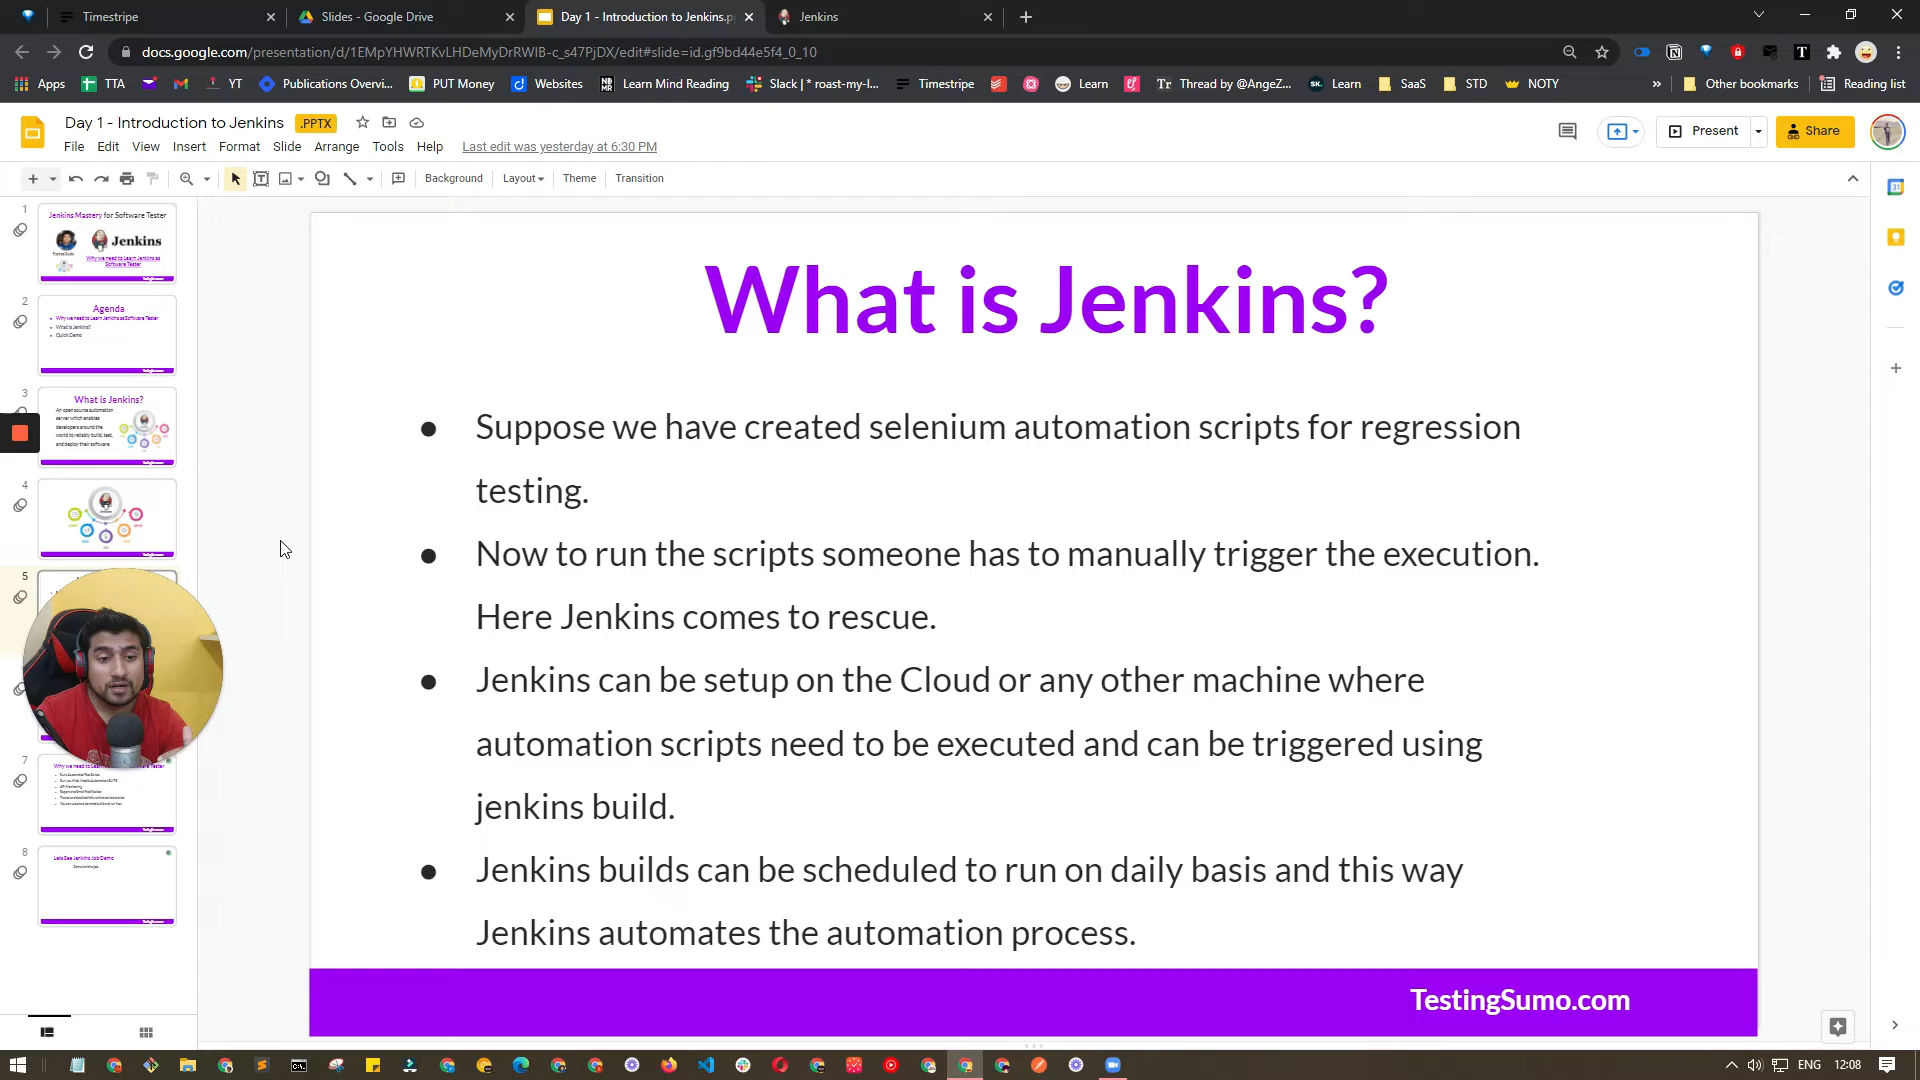 Timestripe
Slides - Google Drive
Day 1 - Introduction to Jenkins.p
Jenkins
docs.google.com/presentation/d/1EMpYHWRTKvLHDeMyDrRWIB-c_s47PjDX/edit#slide=id.gf9bd44e5f4_0_10
Apps
TTA
YT
Publications Overvi...
PUT Money
Websites
Learn Mind Reading
Slack | * roast-my-l...
Timestripe
Learn
Thread by @AngeZ...
Learn
SaaS
STD
NOTY
Other bookmarks
Reading list
Day 1 - Introduction to Jenkins
.PPTX
Present
Share
File Edit View Insert Format Slide Arrange Tools Help
Last edit was yesterday at 6:30 PM
Background
Layout
Theme
Transition
1
Jenkins Mastery for Software Tester
Jenkins
Why we need to Learn Jenkins as
Software Tester
2
Agenda
Why we need to Learn Jenkins as Software Tester
What is Jenkins?
Quick Demo
3
What is Jenkins?
An open source automation
server which enables
developers around the
world to reliably build, test,
and deploy their software
4
5
7
8
Lets See Jenkins Job Demo
What is Jenkins?
● Suppose we have created selenium automation scripts for regression
testing.
● Now to run the scripts someone has to manually trigger the execution.
Here Jenkins comes to rescue.
● Jenkins can be setup on the Cloud or any other machine where
automation scripts need to be executed and can be triggered using
jenkins build.
● Jenkins builds can be scheduled to run on daily basis and this way
Jenkins automates the automation process.
TestingSumo.com
ENG
12:08